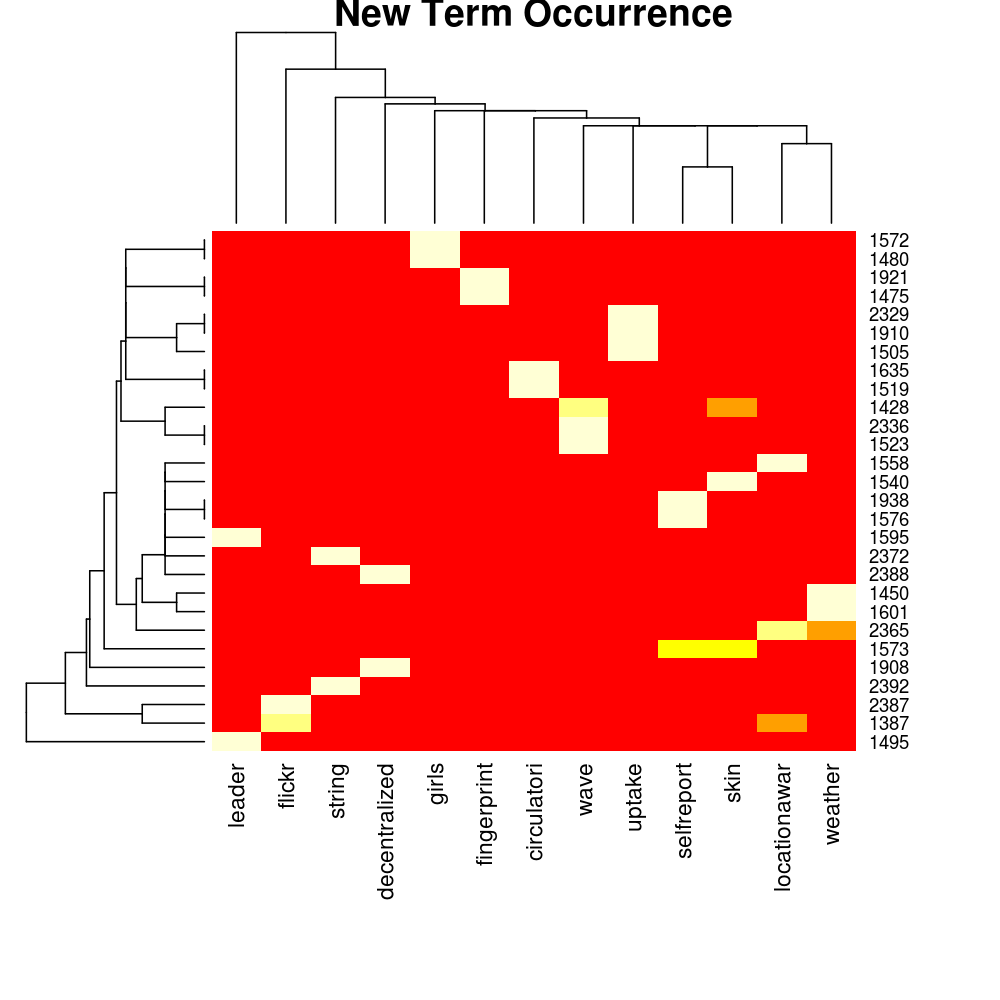 New Term Occurrence
1572
1480
1921
1475
2329
1910
1505
1635
1519
1428
2336
1523
1558
1540
1938
1576
1595
2372
2388
1450
1601
2365
1573
1908
2392
2387
1387
1495
leader
flickr
string
decentralized
girls
fingerprint
circulatori
wave
uptake
selfreport
skin
locationawar
weather